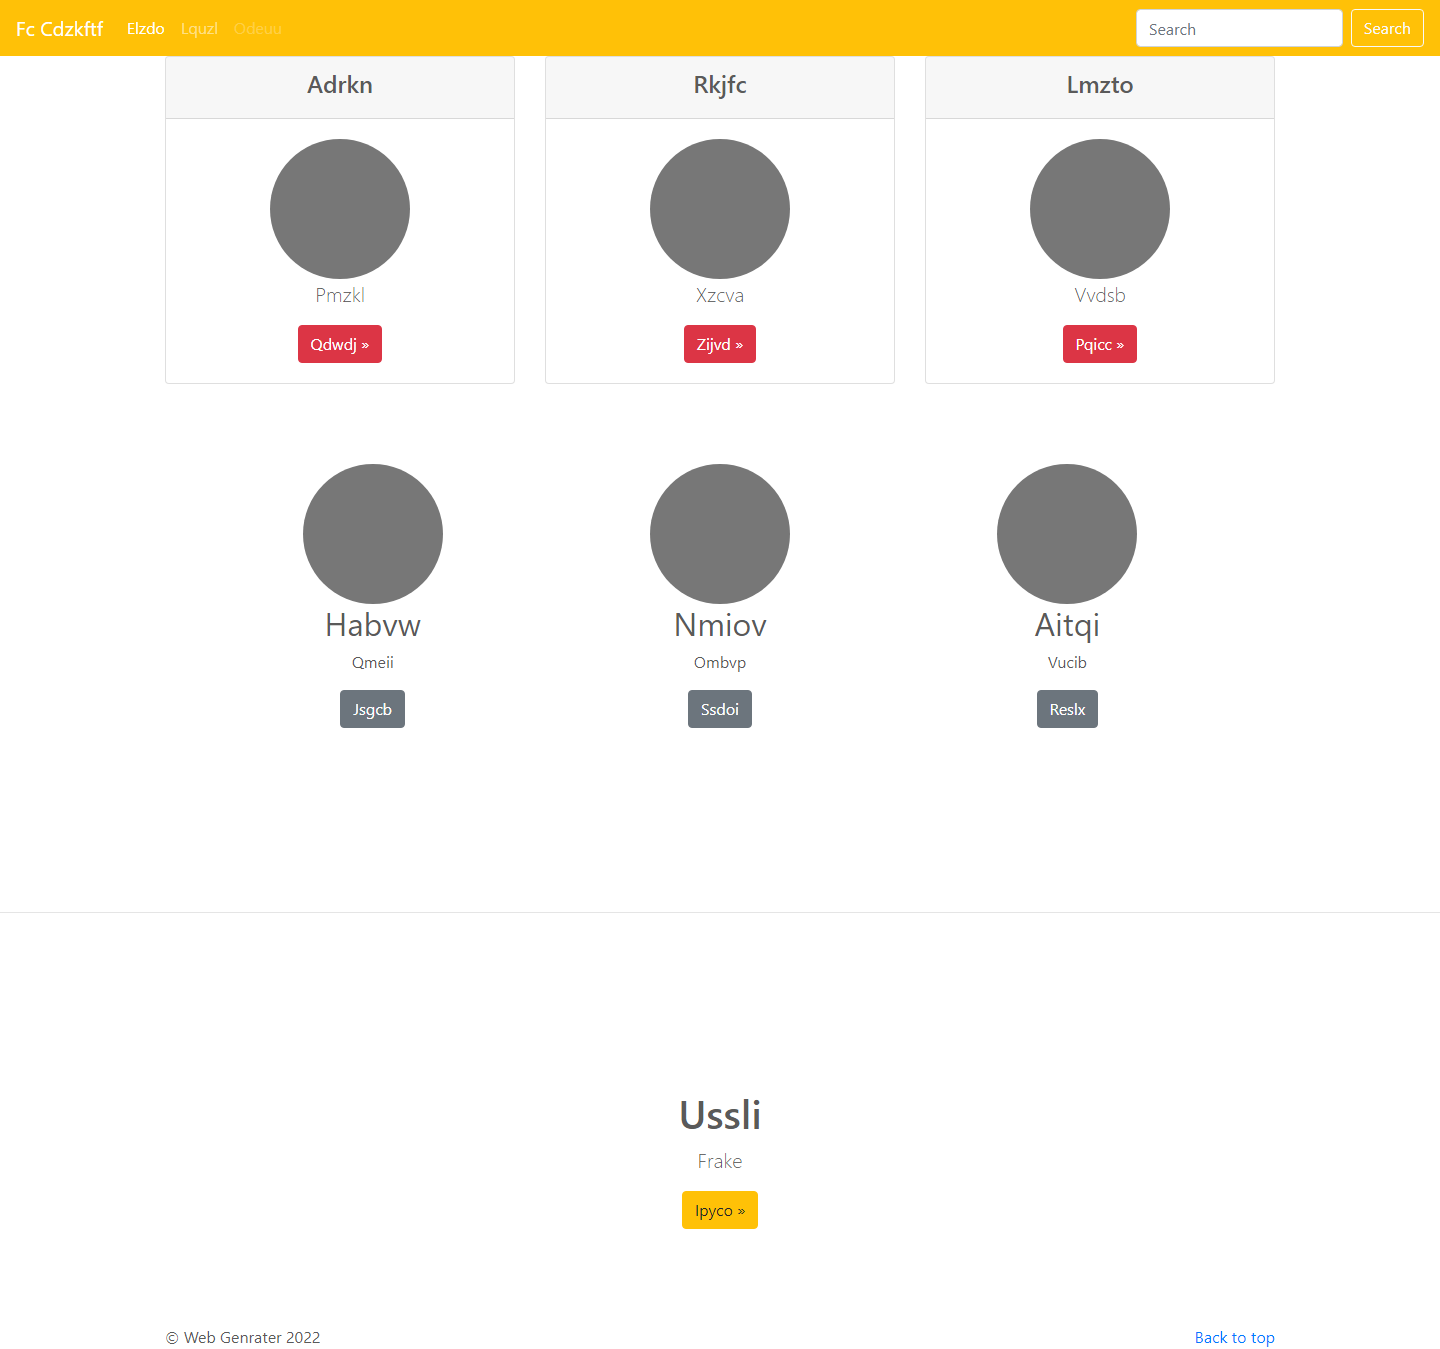 Fc Cdzkftf Elzdo Lquzl Odeuu Search Search
Adrkn Rkjfc Lmzto
Pmzkl Xzcva Vvdsb
Qdwdj » Zijvd » Pqicc »
Habvw Nmiov Aitqi
Qmeii Ombvp Vucib
Jsgcb Ssdoi Reslx
Ussli
Frake
Ipyco »
© Web Genrater 2022 Back to top